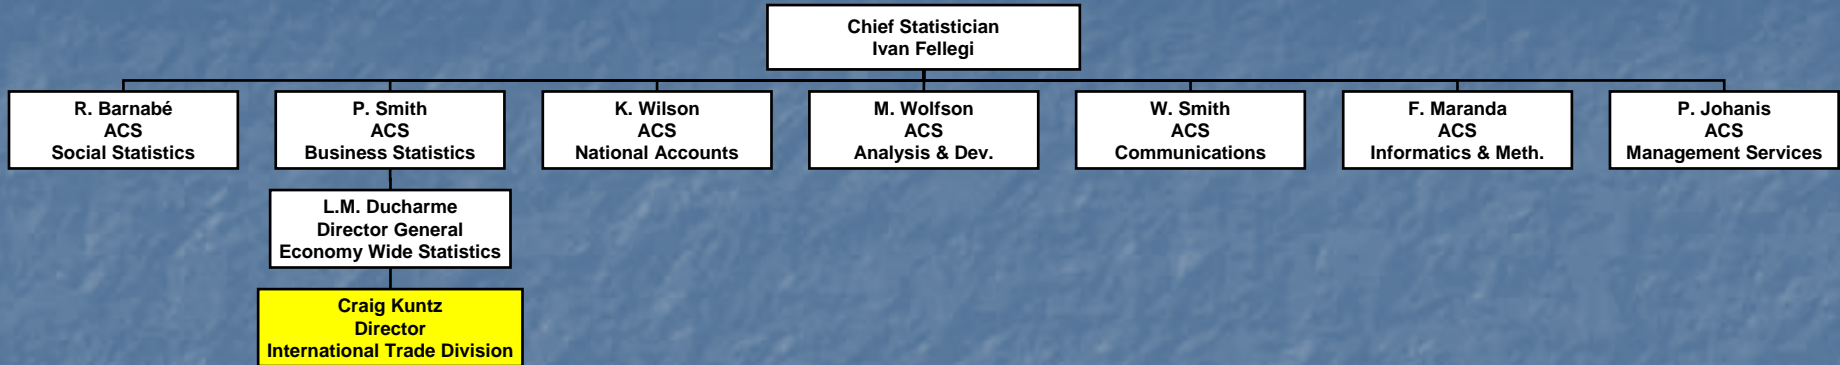 Chief Statistician
Ivan Fellegi
R. Barnabé
ACS
Social Statistics
P. Smith
ACS
Business Statistics
K. Wilson
ACS
National Accounts
M. Wolfson
ACS
Analysis & Dev.
W. Smith
ACS
Communications
F. Maranda
ACS
Informatics & Meth.
P. Johanis
ACS
Management Services
L.M. Ducharme
Director General
Economy Wide Statistics
Craig Kuntz
Director
International Trade Division